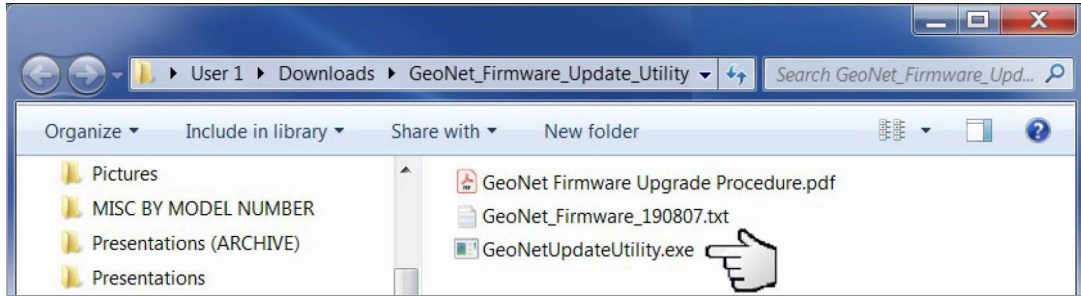 User 1 ▸ Downloads ▸ GeoNet_Firmware_Update_Utility
Search GeoNet_Firmware_Upd...
Organize Include in library Share with New folder
Pictures
MISC BY MODEL NUMBER
Presentations (ARCHIVE)
Presentations
GeoNet Firmware Upgrade Procedure.pdf
GeoNet_Firmware_190807.txt
GeoNetUpdateUtility.exe